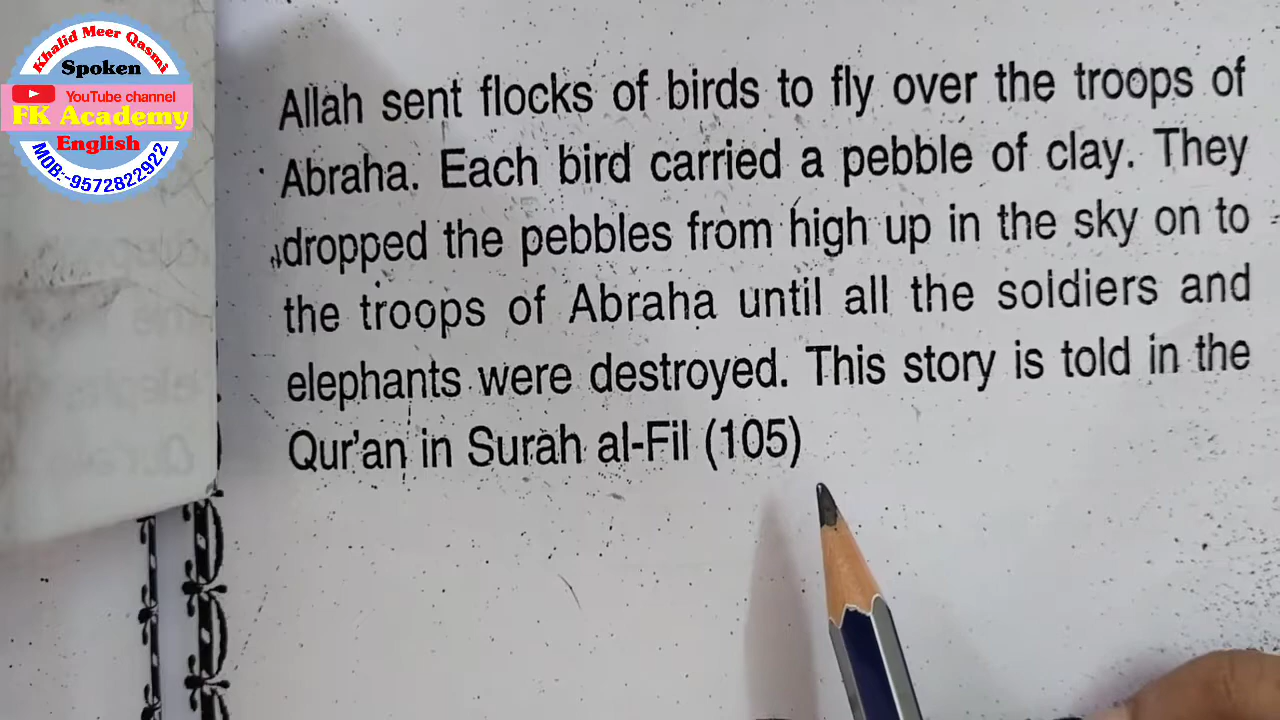 Khalid Meer Qasmi
Spoken
YouTube channel
FK Academy
English
MOB:-9572822922
Allah sent flocks of birds to fly over the troops of
Abraha. Each bird carried a pebble of clay. They
dropped the pebbles from high up in the sky on to
the troops of Abraha until all the soldiers and
elephants were destroyed. This story is told in the
Qur'an in Surah al-Fil (105)